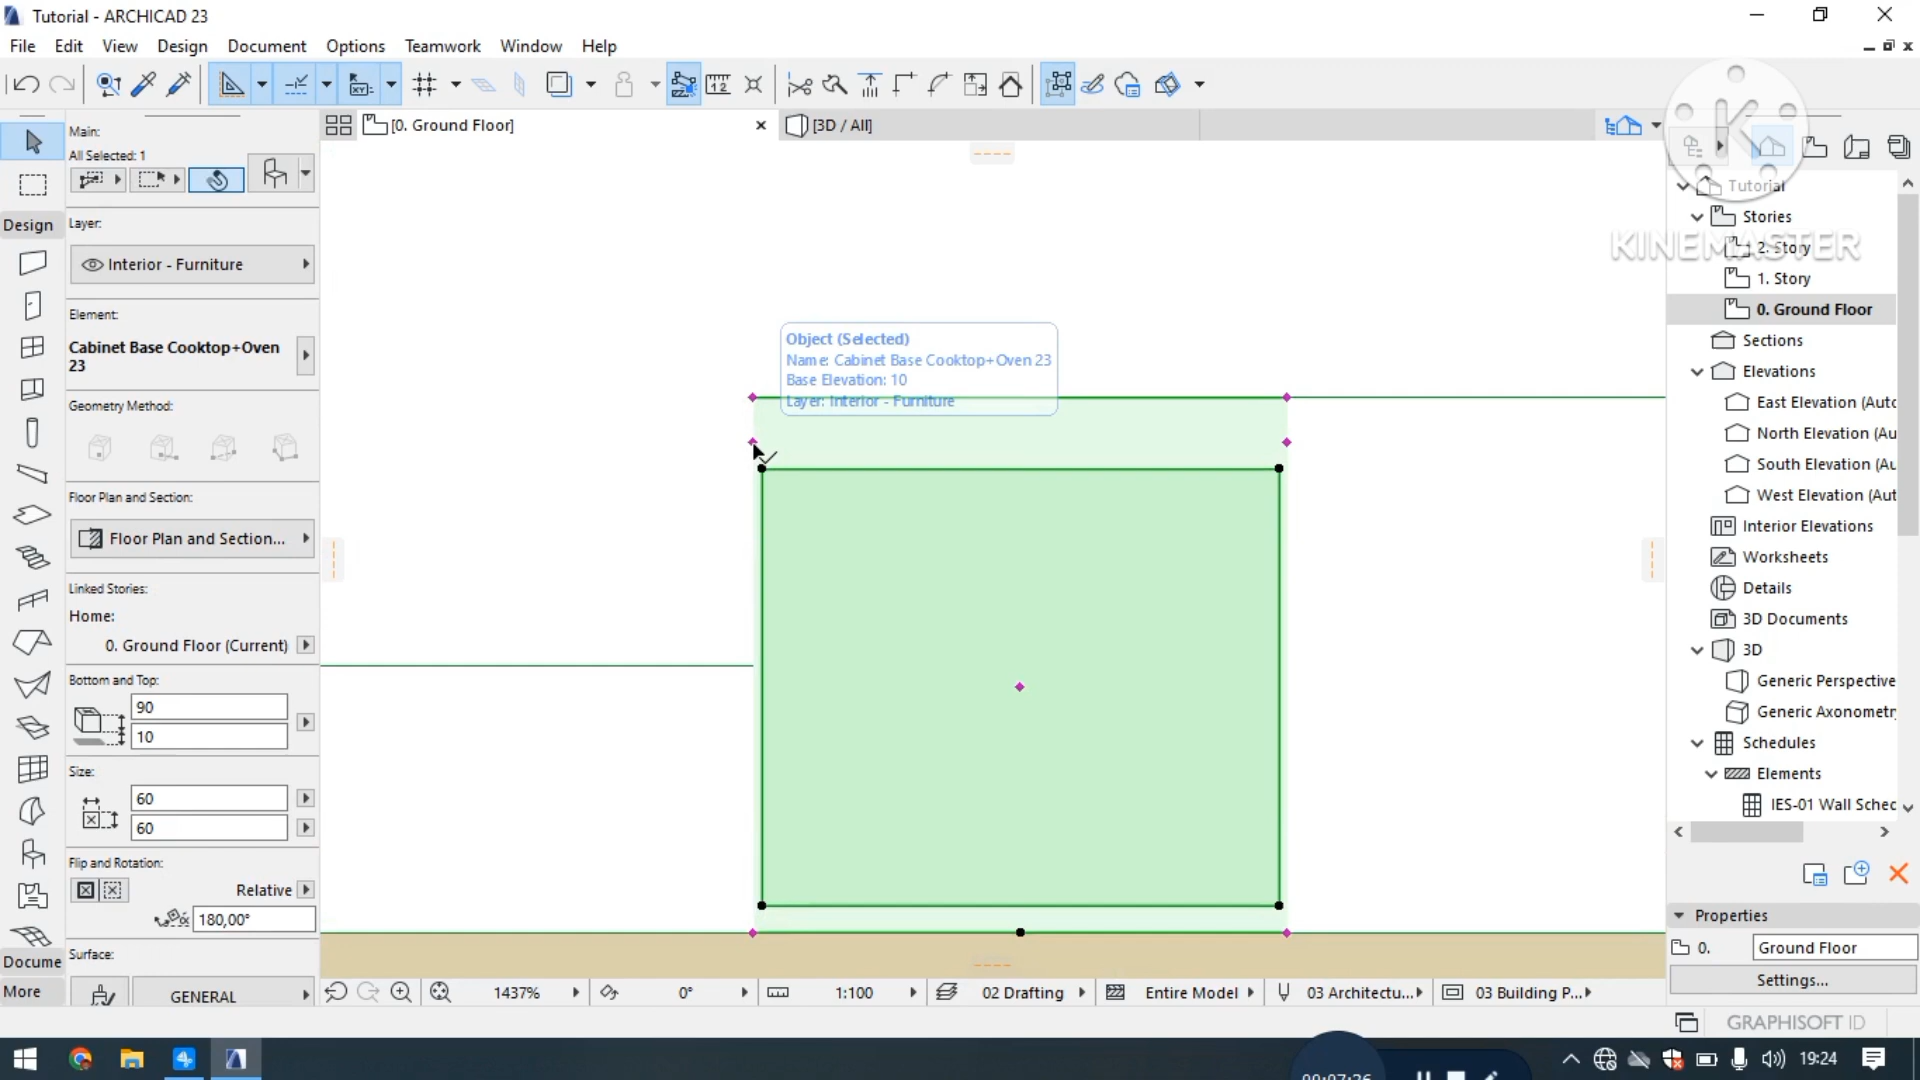 Tutorial - ARCHICAD 23
File Edit View Design Document Options Teamwork Window Help
[0. Ground Floor]
[3D / All]
Main:
All Selected: 1
Design
Layer:
Interior - Furniture
Element:
Cabinet Base Cooktop+Oven
23
Geometry Method:
Floor Plan and Section:
Floor Plan and Section...
Linked Stories:
Home:
0. Ground Floor (Current)
Bottom and Top:
90
10
Size:
60
60
Flip and Rotation:
Relative
180,00°
Surface:
GENERAL
Docume
More
Object (Selected)
Name: Cabinet Base Cooktop+Oven 23
Base Elevation: 10
Layer: Interior - Furniture
K
KINEMASTER
Tutorial
Stories
2. Story
1. Story
0. Ground Floor
Sections
Elevations
East Elevation (Auto
North Elevation (Au
South Elevation (Au
West Elevation (Aut
Interior Elevations
Worksheets
Details
3D Documents
3D
Generic Perspective
Generic Axonometr
Schedules
Elements
IES-01 Wall Sched
Properties
0. Ground Floor
Settings...
1437% 0° 1:100 02 Drafting Entire Model 03 Architectu... 03 Building P...
GRAPHISOFT ID
19:24
00:07:26